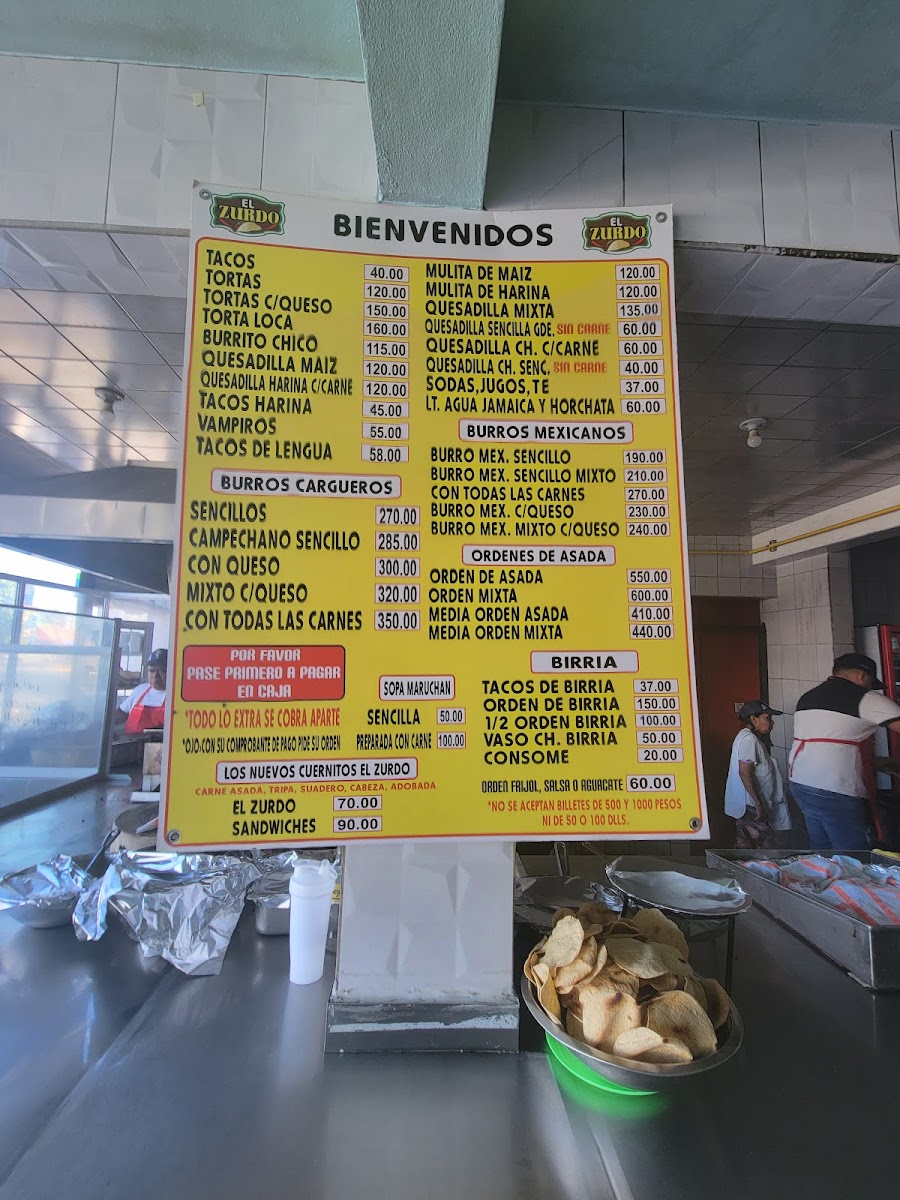 EL ZURDO
BIENVENIDOS
EL ZURDO
TACOS 40.00
TORTAS 120.00
TORTAS C/QUESO 150.00
TORTA LOCA 160.00
BURRITO CHICO 115.00
QUESADILLA MAIZ 120.00
QUESADILLA HARINA C/CARNE 120.00
TACOS HARINA 45.00
VAMPIROS 55.00
TACOS DE LENGUA 58.00
BURROS CARGUEROS
SENCILLOS 270.00
CAMPECHANO SENCILLO 285.00
CON QUESO 300.00
MIXTO C/QUESO 320.00
CON TODAS LAS CARNES 350.00
POR FAVOR
PASE PRIMERO A PAGAR
EN CAJA
*TODO LO EXTRA SE COBRA APARTE
*OJO:CON SU COMPROBANTE DE PAGO PIDE SU ORDEN
SOPA MARUCHAN
SENCILLA 50.00
PREPARADA CON CARNE 100.00
LOS NUEVOS CUERNITOS EL ZURDO
CARNE ASADA, TRIPA, SUADERO, CABEZA, ADOBADA
EL ZURDO 70.00
SANDWICHES 90.00
MULITA DE MAIZ 120.00
MULITA DE HARINA 120.00
QUESADILLA MIXTA 135.00
QUESADILLA SENCILLA GDE. SIN CARNE 60.00
QUESADILLA CH. C/CARNE 60.00
QUESADILLA CH. SENC. SIN CARNE 40.00
SODAS,JUGOS,TE 37.00
LT. AGUA JAMAICA Y HORCHATA 60.00
BURROS MEXICANOS
BURRO MEX. SENCILLO 190.00
BURRO MEX. SENCILLO MIXTO 210.00
CON TODAS LAS CARNES 270.00
BURRO MEX. C/QUESO 230.00
BURRO MEX. MIXTO C/QUESO 240.00
ORDENES DE ASADA
ORDEN DE ASADA 550.00
ORDEN MIXTA 600.00
MEDIA ORDEN ASADA 410.00
MEDIA ORDEN MIXTA 440.00
BIRRIA
TACOS DE BIRRIA 37.00
ORDEN DE BIRRIA 150.00
1/2 ORDEN BIRRIA 100.00
VASO CH. BIRRIA 50.00
CONSOME 20.00
ORDEN FRIJOL, SALSA O AGUACATE 60.00
*NO SE ACEPTAN BILLETES DE 500 Y 1000 PESOS
NI DE 50 O 100 DLLS.